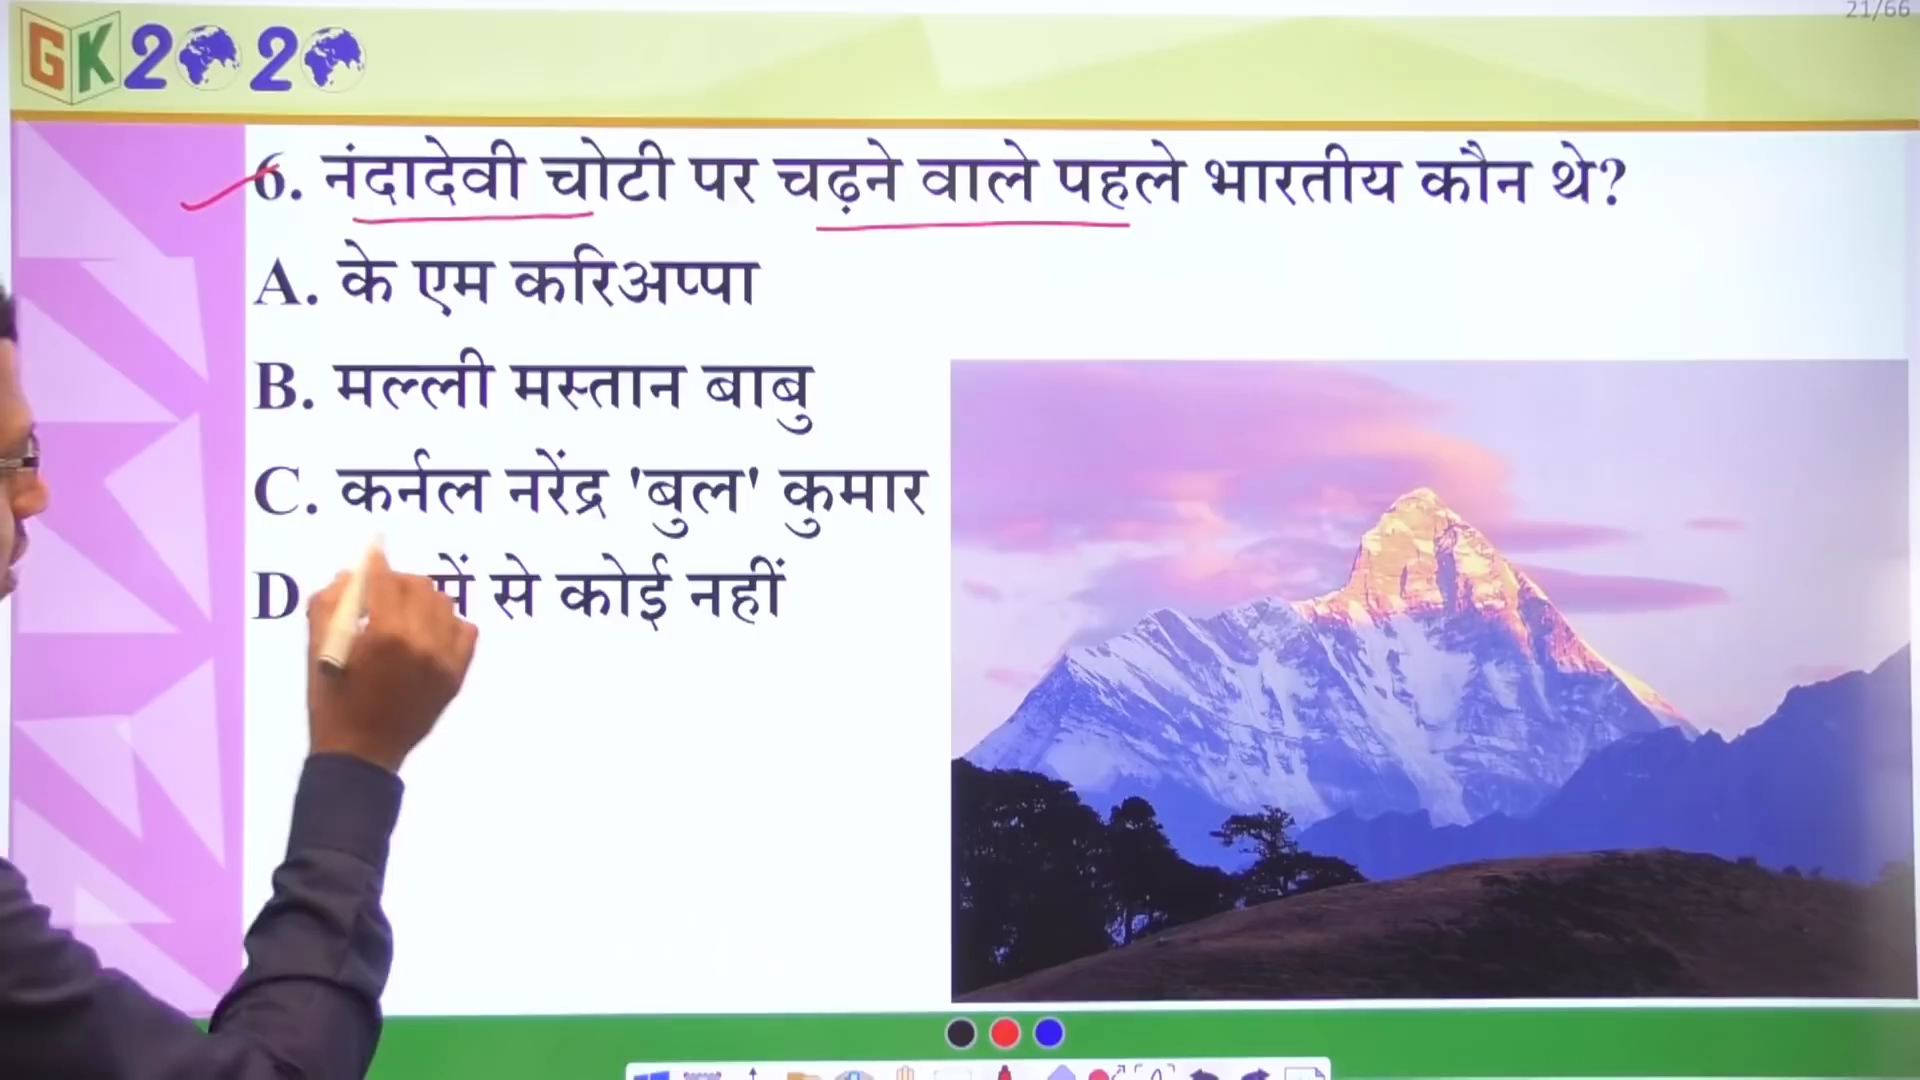 21/66
GK2020
6. नंदादेवी चोटी पर चढ़ने वाले पहले भारतीय कौन थे?
A. के एम करिअप्पा
B. मल्ली मस्तान बाबु
C. कर्नल नरेंद्र 'बुल' कुमार
D. में से कोई नहीं